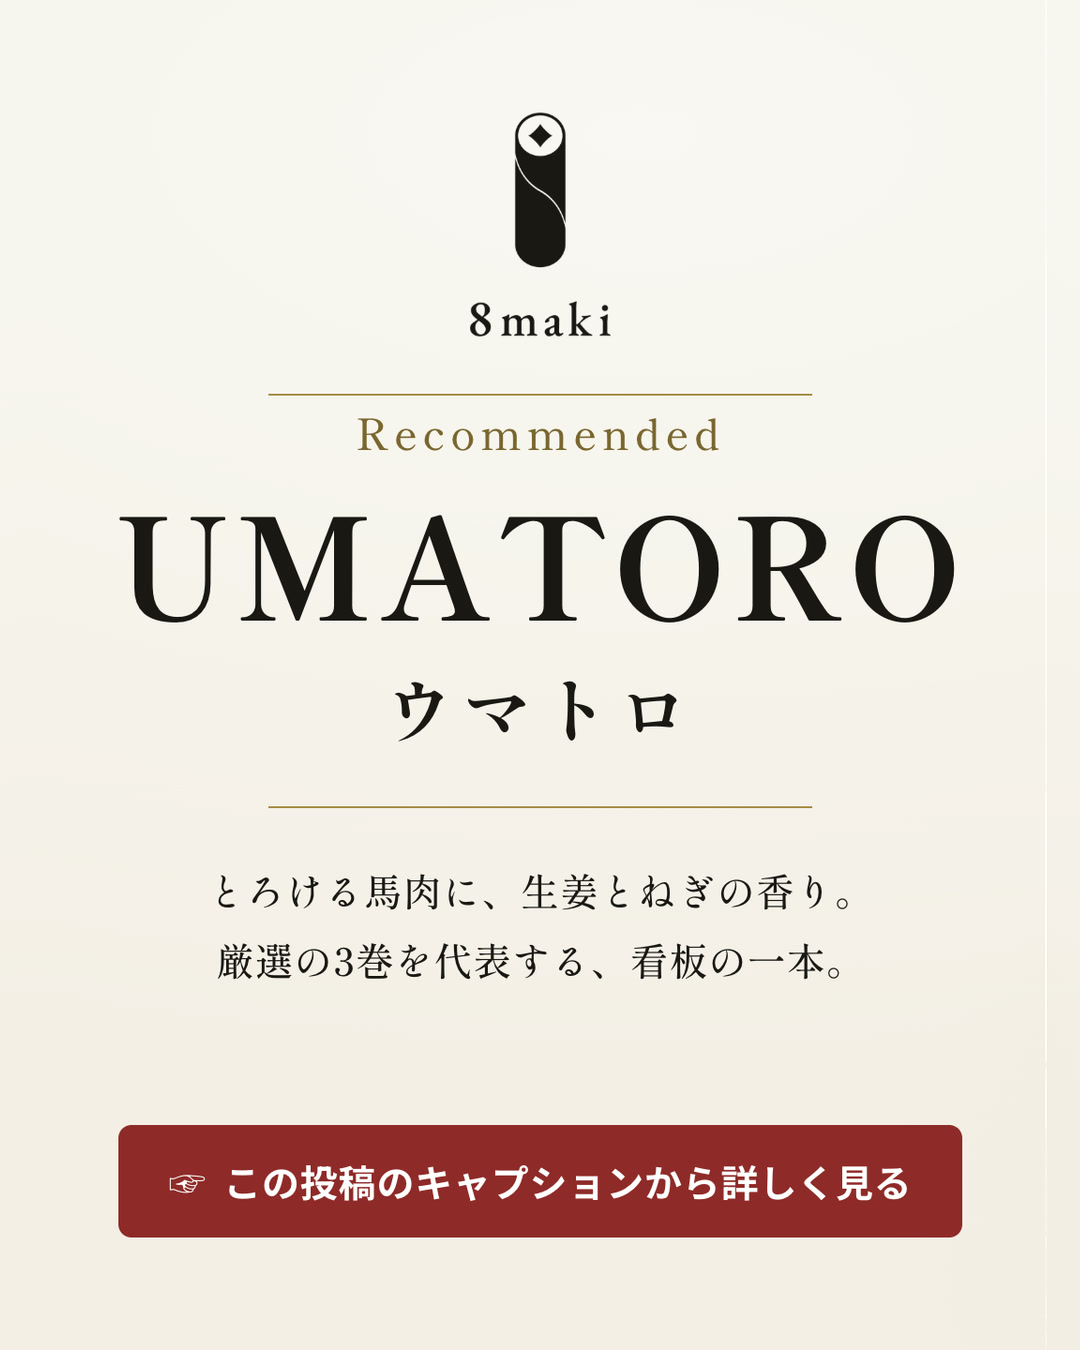 8maki
Recommended
UMATORO
ウマトロ
とろける馬肉に、生姜とねぎの香り。
厳選の3巻を代表する、看板の一本。
☞ この投稿のキャプションから詳しく見る